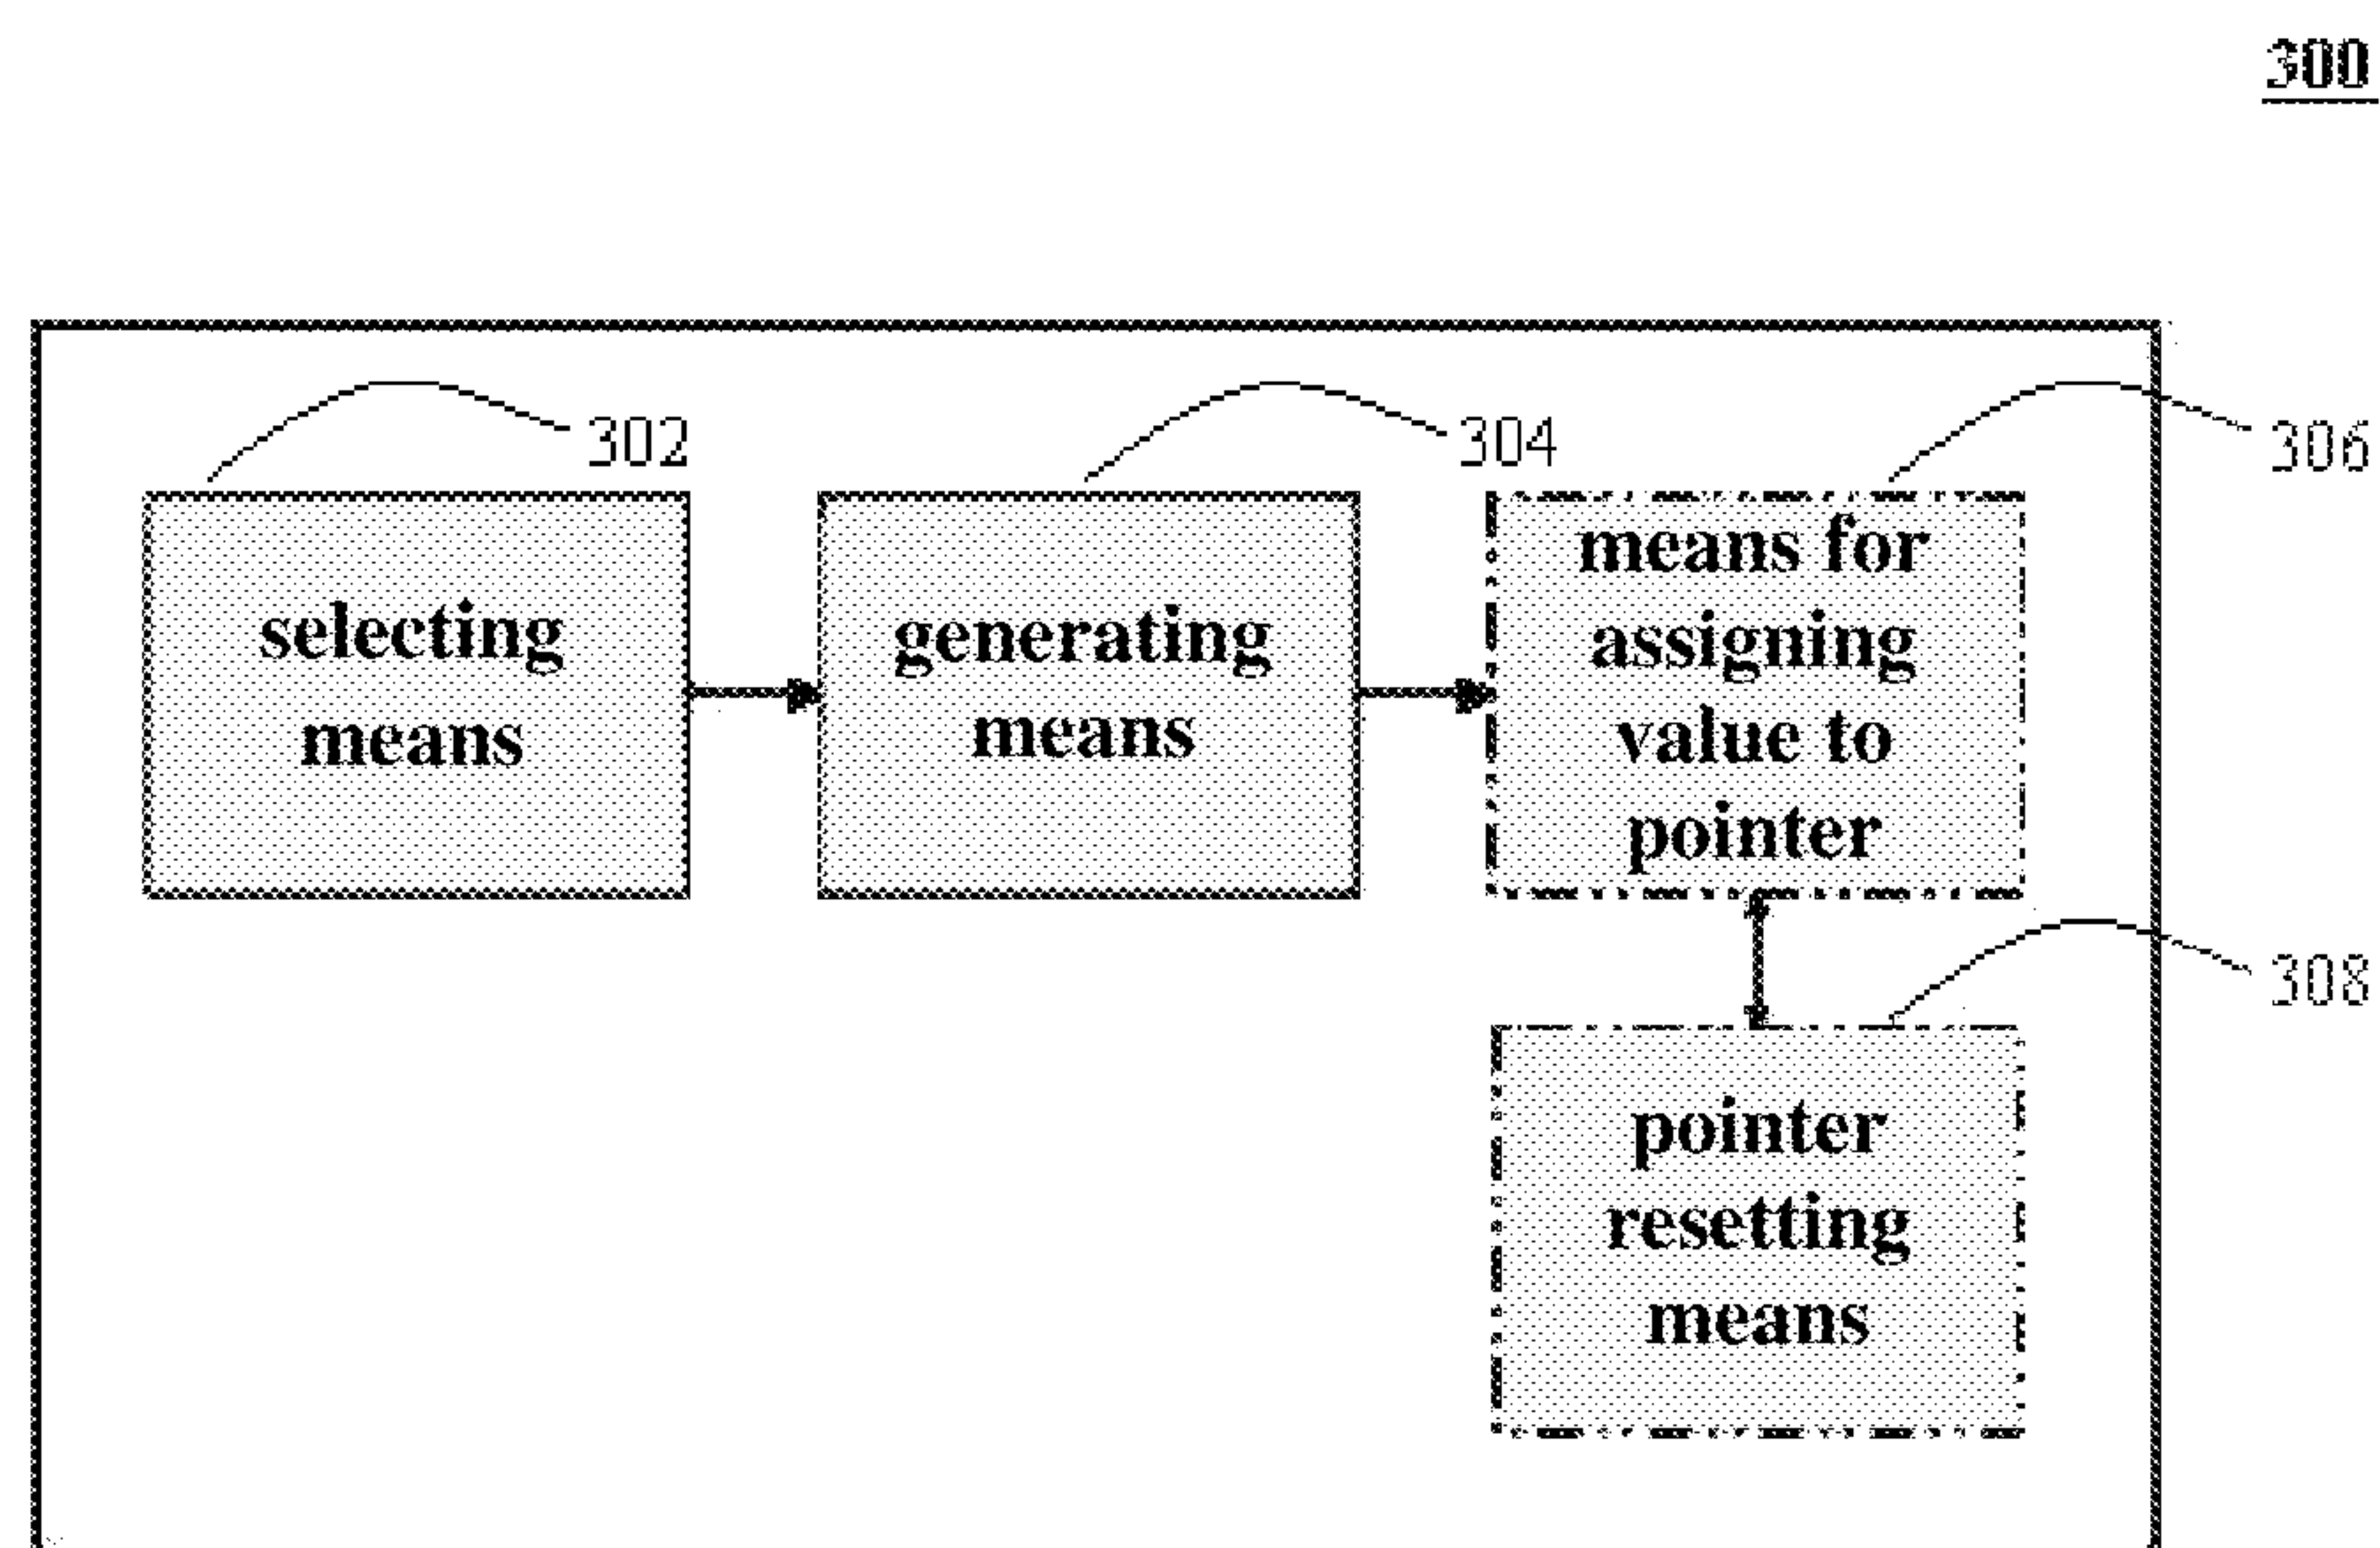 300
302
304
306
selecting
means
generating
means
means for
assigning
value to
pointer
308
pointer
resetting
means